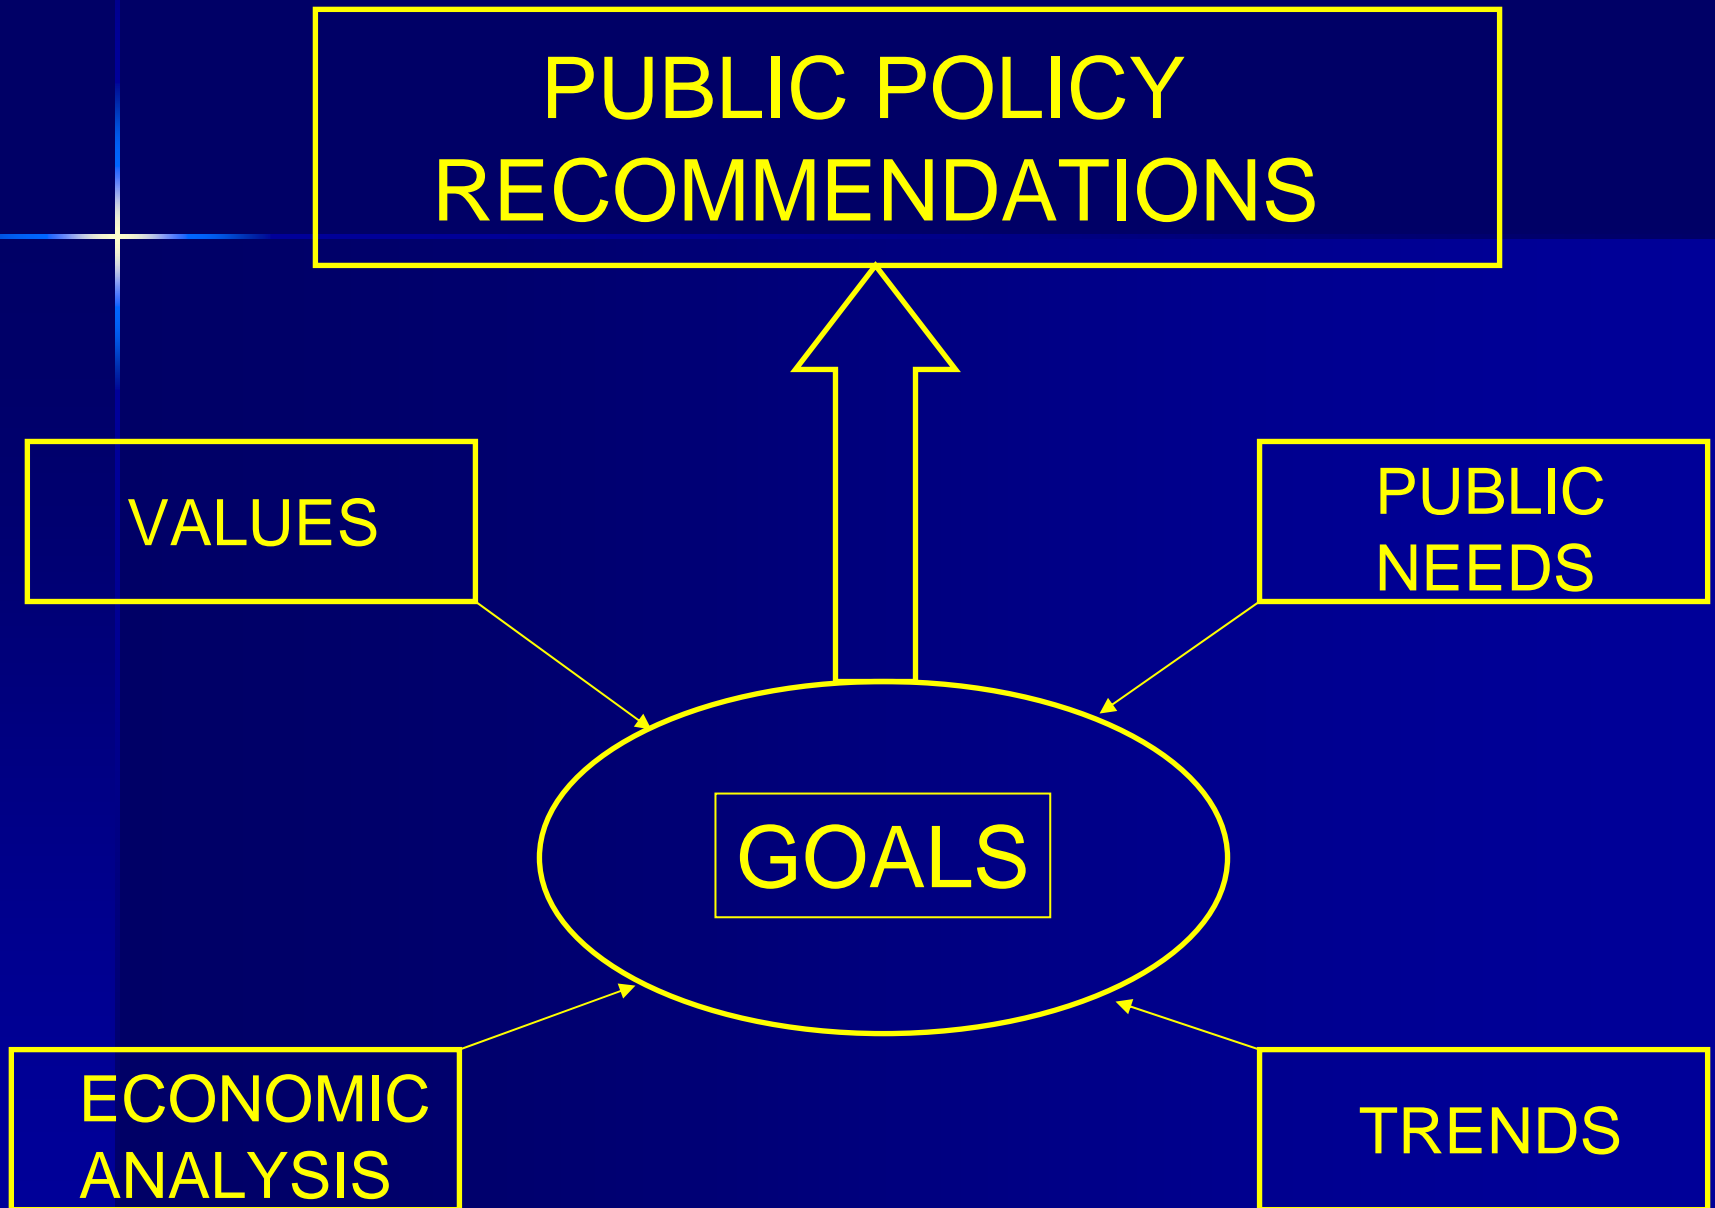 PUBLIC POLICY
RECOMMENDATIONS
VALUES
PUBLIC
NEEDS
GOALS
ECONOMIC
ANALYSIS
TRENDS